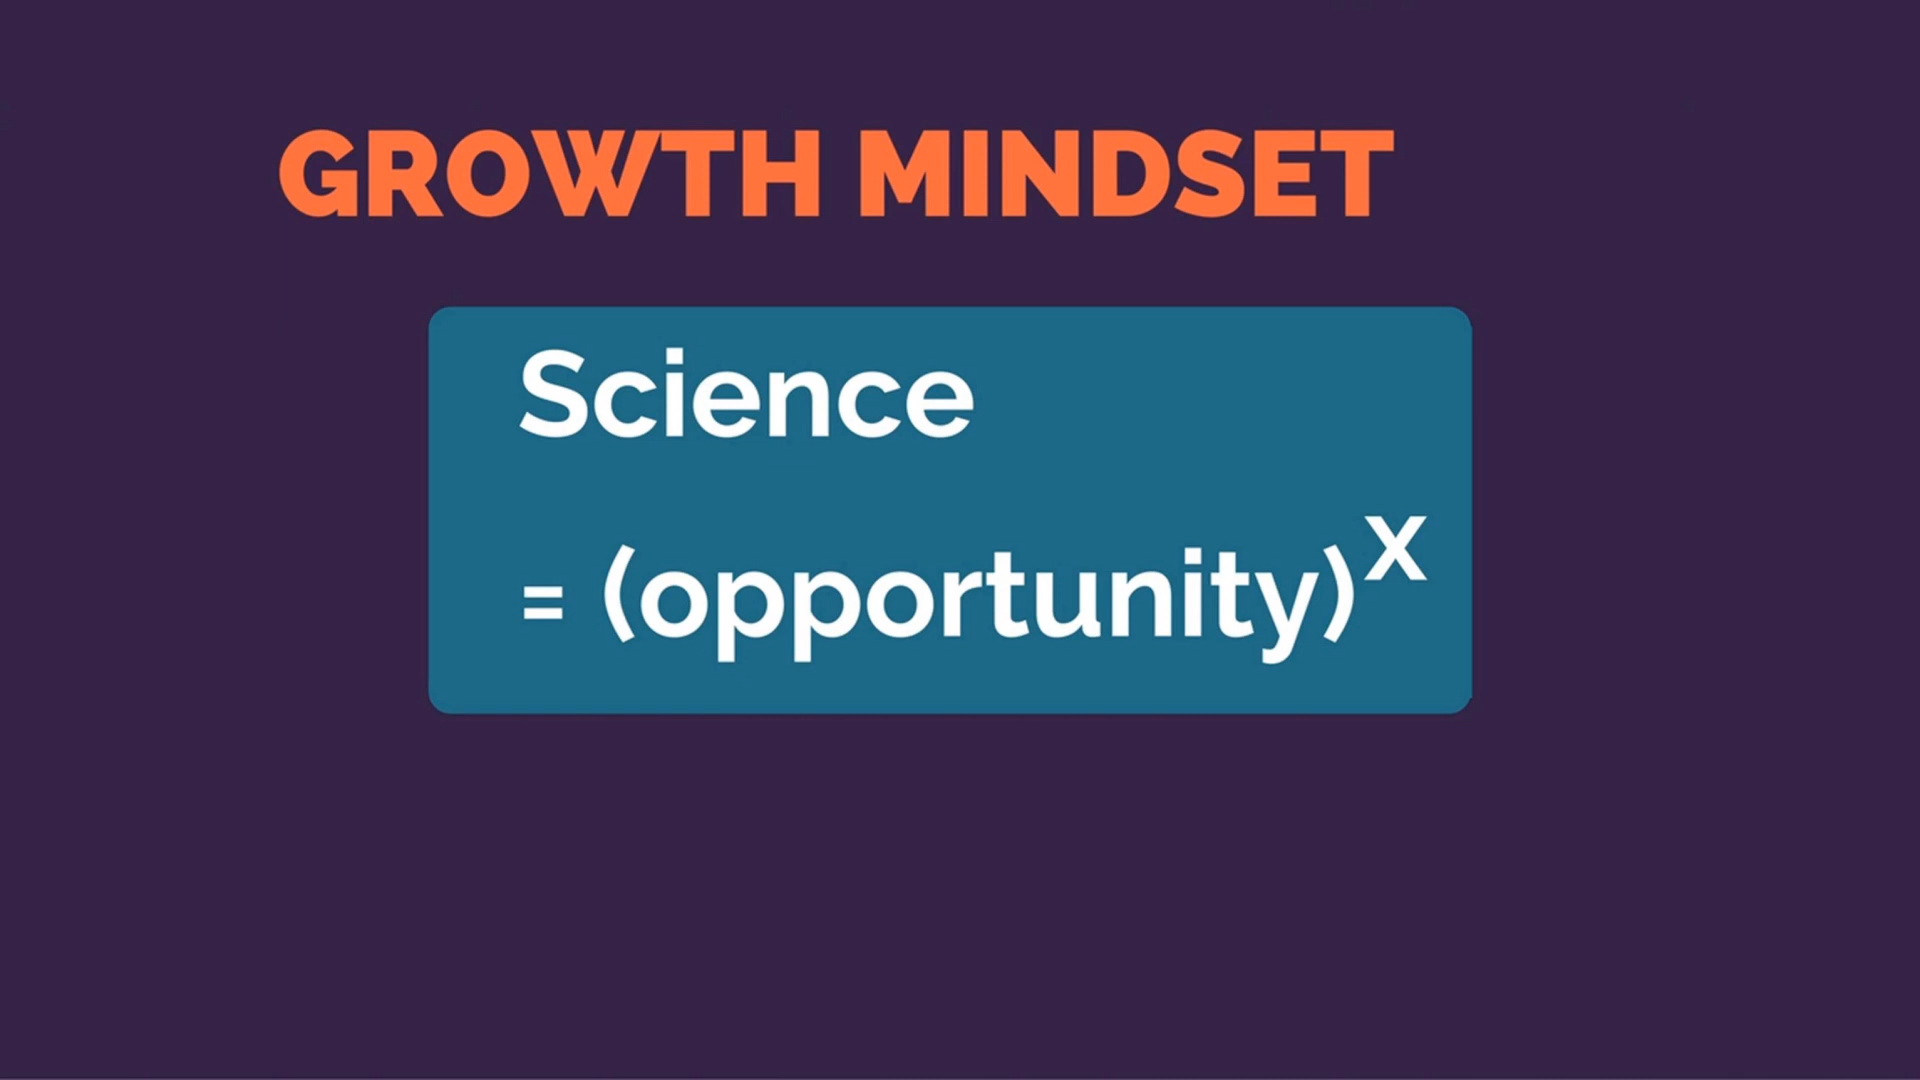 GROWTH MINDSET
Science
= (opportunity)^X